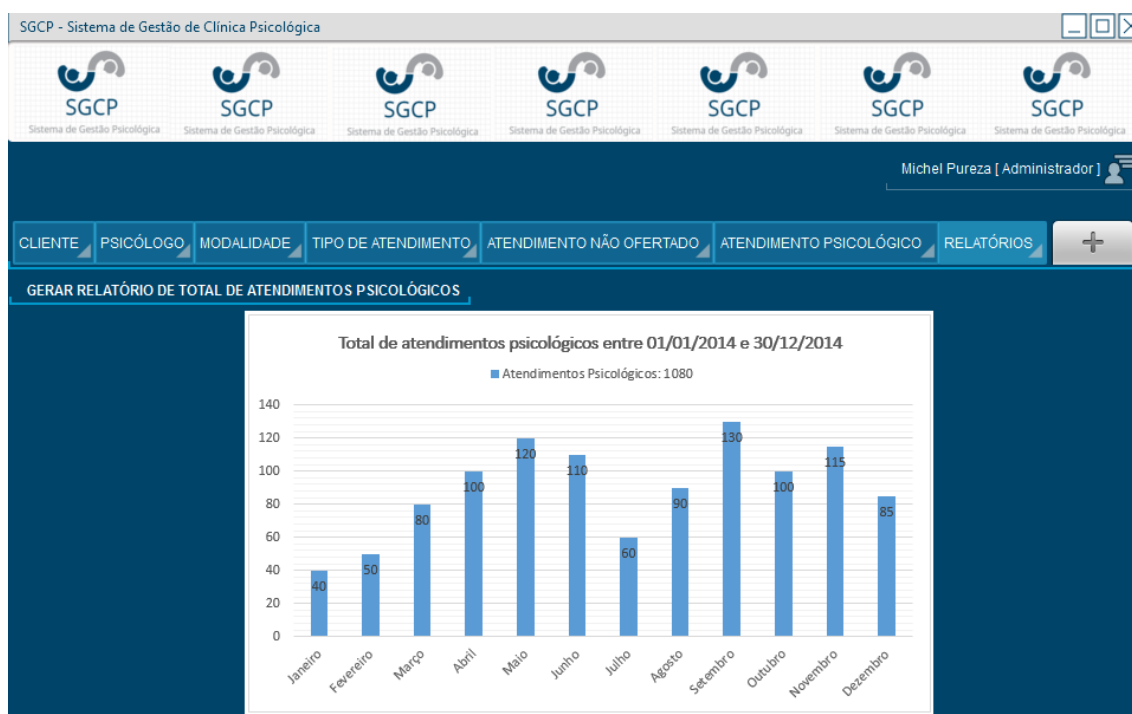 SGCP - Sistema de Gestão de Clínica Psicológica
SGCP SGCP SGCP SGCP SGCP SGCP SGCP
Sistema de Gestão Psicológica Sistema de Gestão Psicológica Sistema de Gestão Psicológica Sistema de Gestão Psicológica Sistema de Gestão Psicológica Sistema de Gestão Psicológica Sistema de Gestão Psicológica
Michel Pureza [ Administrador ]
CLIENTE PSICÓLOGO MODALIDADE TIPO DE ATENDIMENTO ATENDIMENTO NÃO OFERTADO ATENDIMENTO PSICOLÓGICO RELATÓRIOS
GERAR RELATÓRIO DE TOTAL DE ATENDIMENTOS PSICOLÓGICOS
Total de atendimentos psicológicos entre 01/01/2014 e 30/12/2014
Atendimentos Psicológicos: 1080
140
120
100
80
60
40
20
0
40 50 80 100 120 110 60 90 130 100 115 85
Janeiro Fevereiro Março Abril Maio Junho Julho Agosto Setembro Outubro Novembro Dezembro